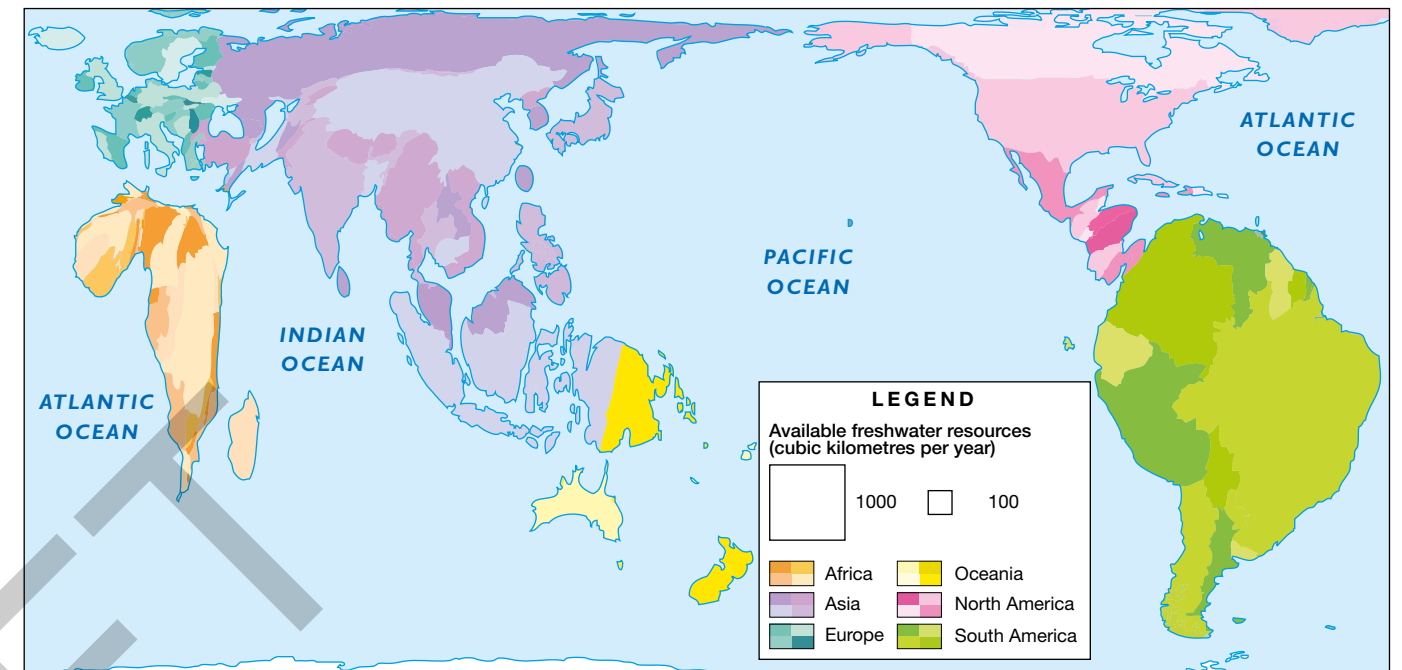 ATLANTIC
OCEAN
PACIFIC
OCEAN
INDIAN
OCEAN
ATLANTIC
OCEAN
LEGEND
Available freshwater resources
(cubic kilometres per year)
1000 100
Africa Oceania
Asia North America
Europe South America